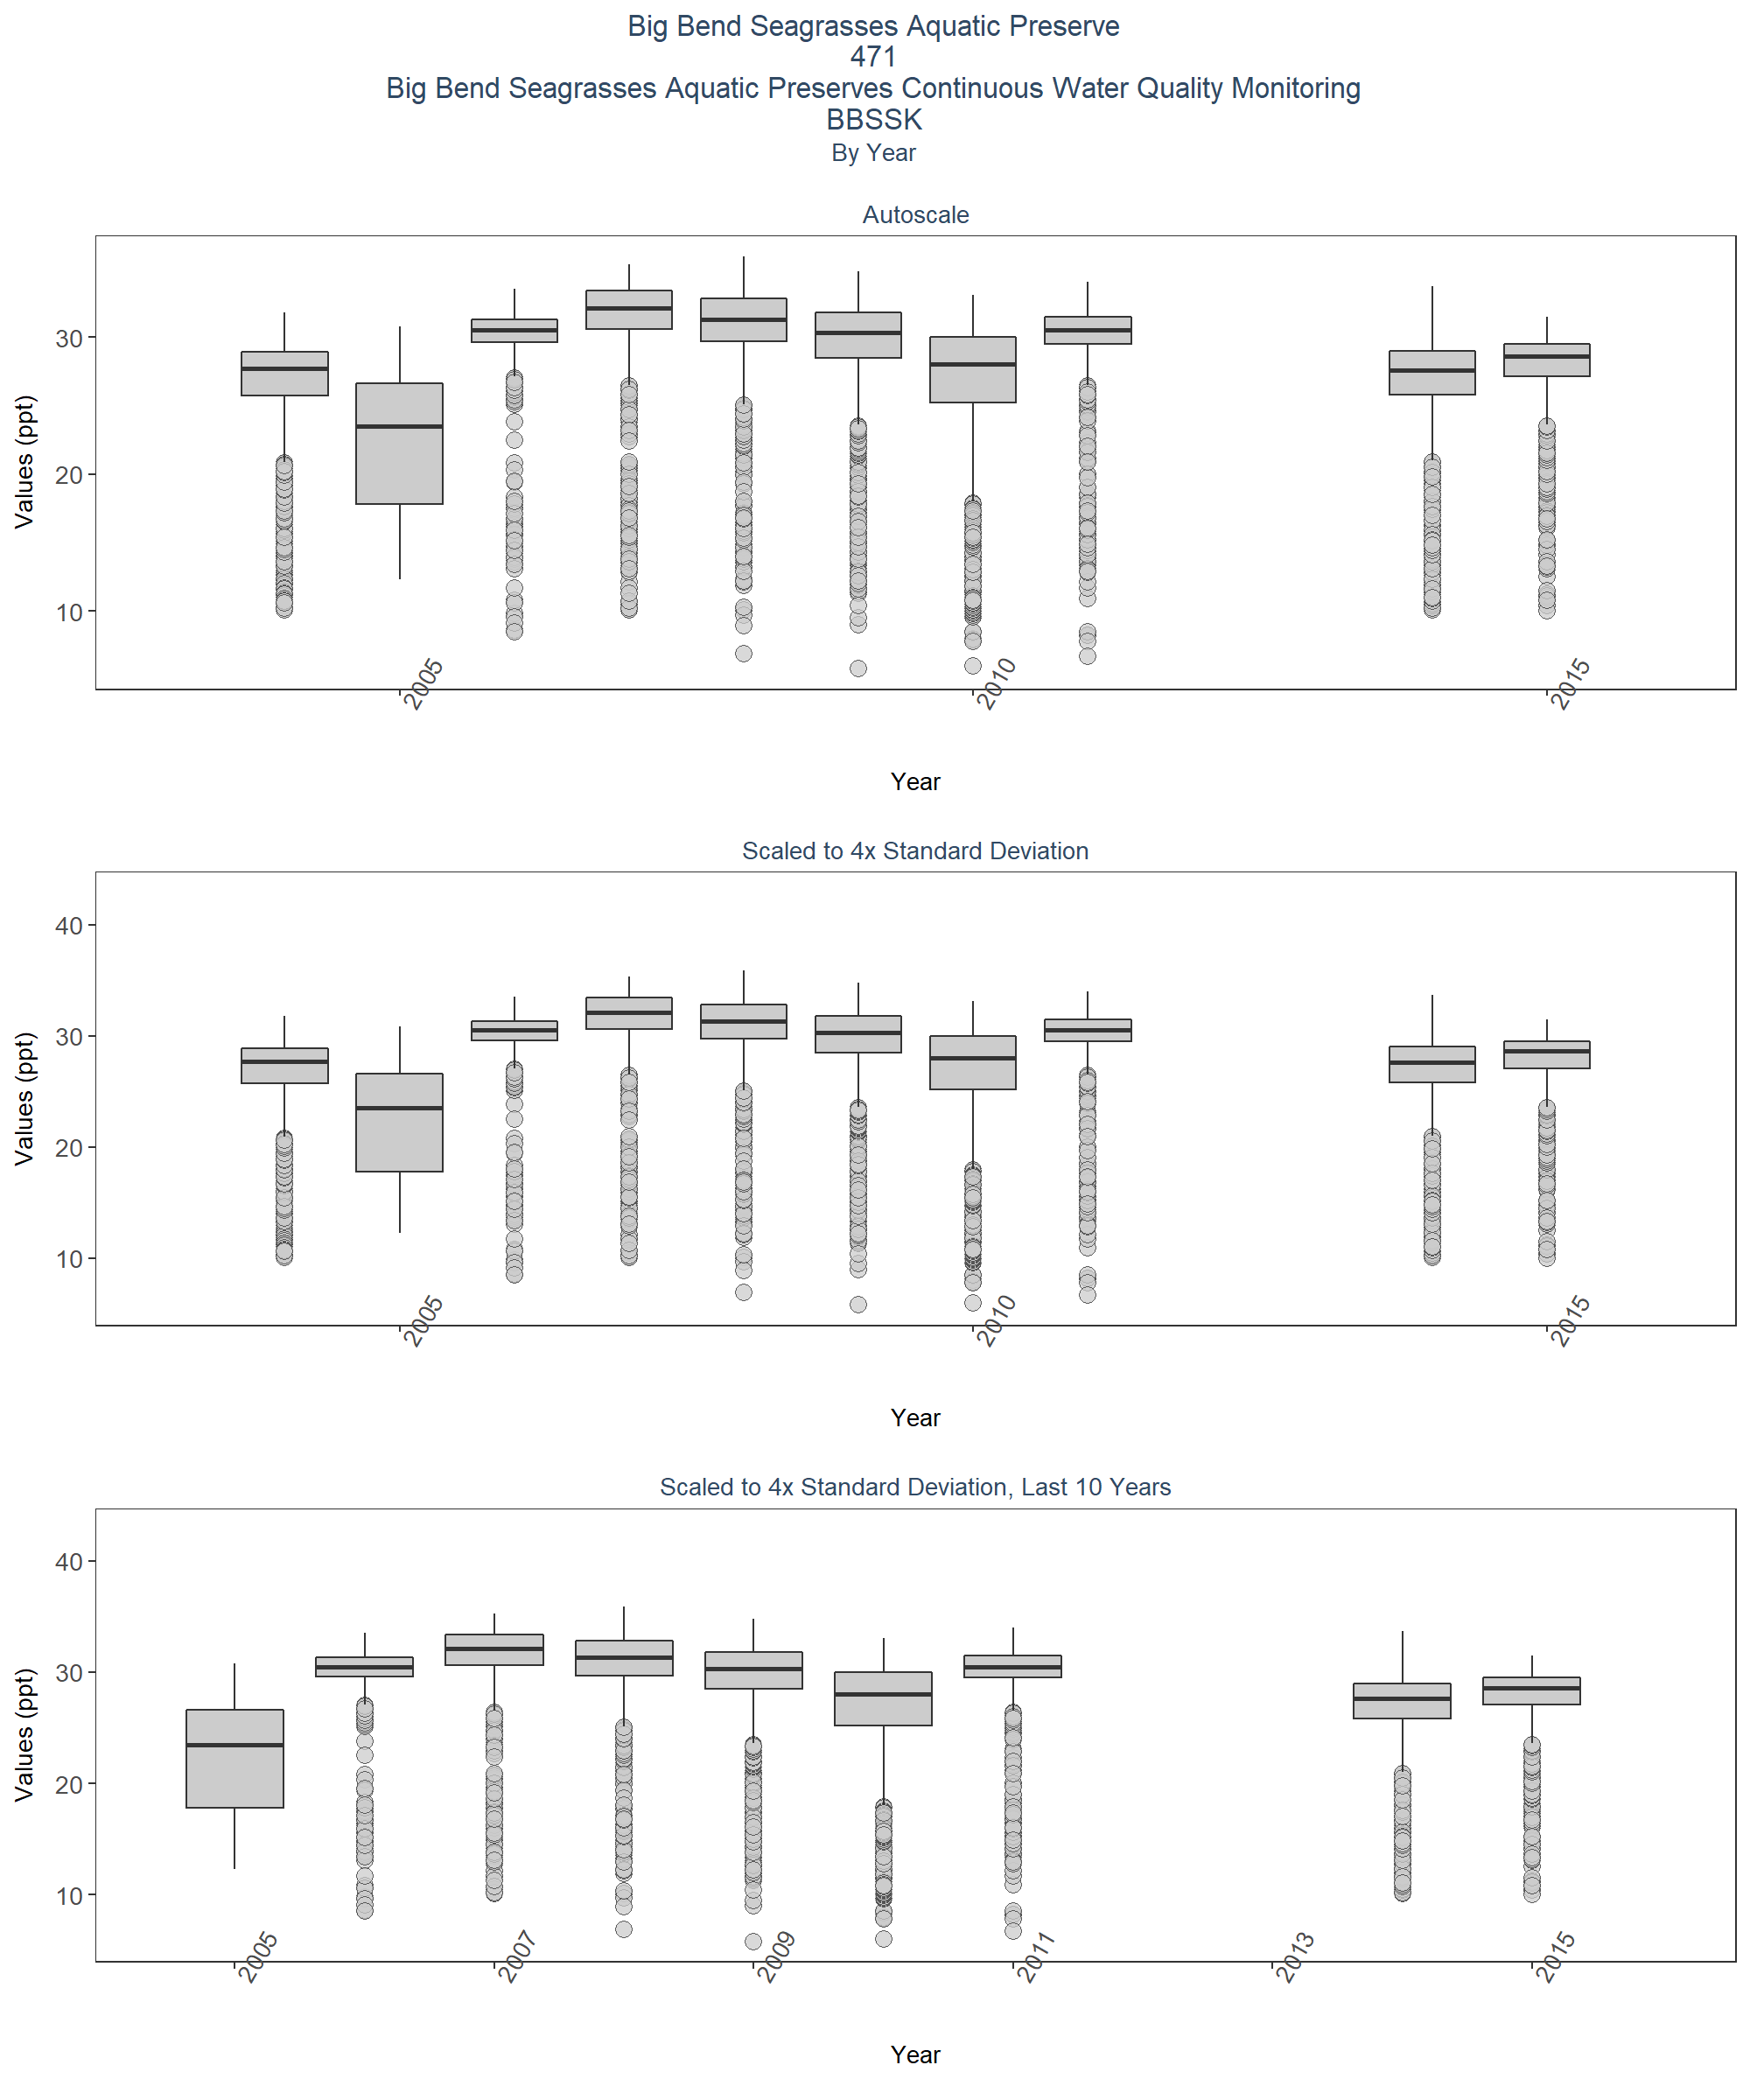 Big Bend Seagrasses Aquatic Preserve
471
Big Bend Seagrasses Aquatic Preserves Continuous Water Quality Monitoring
BBSSK
By Year
Autoscale
Values (ppt)
30
20
10
2005
2010
2015
Year
Scaled to 4x Standard Deviation
Values (ppt)
40
30
20
10
2005
2010
2015
Year
Scaled to 4x Standard Deviation, Last 10 Years
Values (ppt)
40
30
20
10
2005
2007
2009
2011
2013
2015
Year